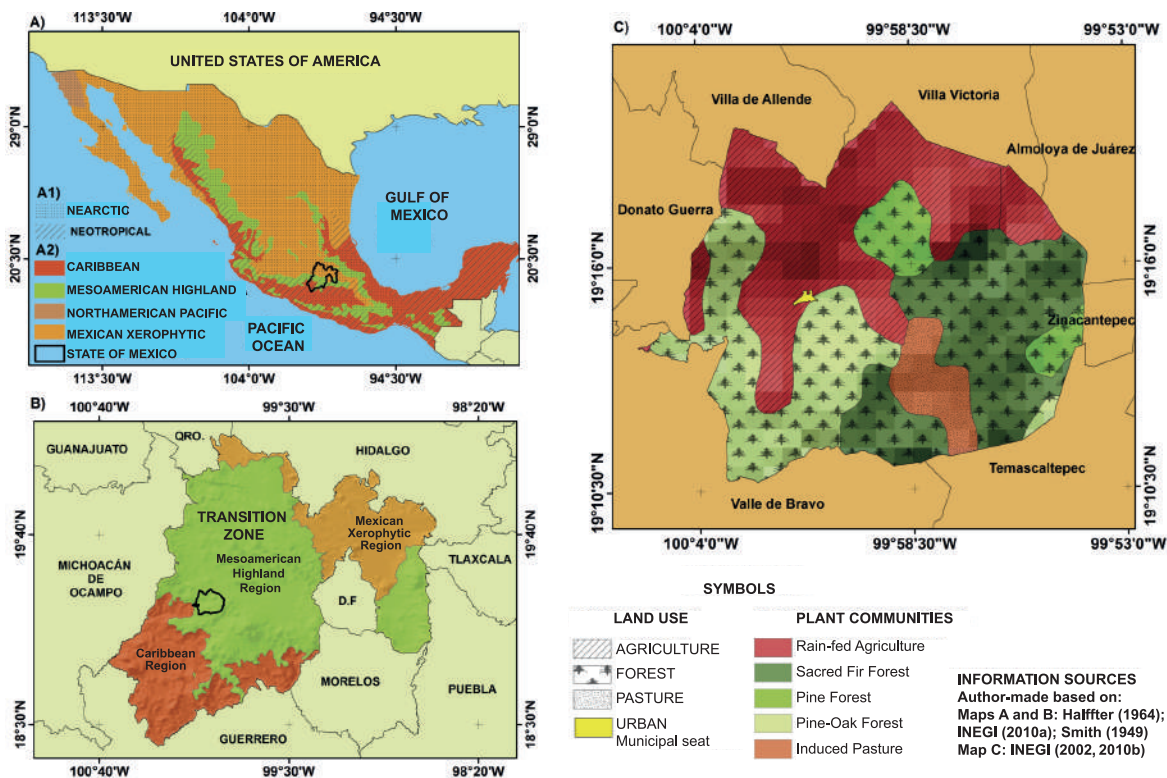 A)
113°30'W 104°0'W 94°30'W
UNITED STATES OF AMERICA
29°0'N
29°0'N
GULF OF
MEXICO
A1)
NEARCTIC
NEOTROPICAL
A2)
CARIBBEAN
MESOAMERICAN HIGHLAND
NORTHAMERICAN PACIFIC
MEXICAN XEROPHYTIC
STATE OF MEXICO
20°30'N
20°30'N
PACIFIC
OCEAN
113°30'W 104°0'W 94°30'W
B)
100°40'W 99°30'W 98°20'W
GUANAJUATO
QRO.
HIDALGO
19°40'N
19°40'N
TRANSITION
ZONE
Mesoamerican
Highland
Region
Mexican
Xerophytic
Region
TLAXCALA
MICHOACÁN
DE
OCAMPO
D.F
Caribbean
Region
MORELOS
PUEBLA
GUERRERO
18°30'N
18°30'N
100°40'W 99°30'W 98°20'W
C)
100°4'0"W 99°58'30"W 99°53'0"W
Villa de Allende
Villa Victoria
Almoloya de Juárez
Donato Guerra
19°16'0"N
19°16'0"N
Zinacantepec
Temascaltepec
Valle de Bravo
19°10'30"N
19°10'30"N
100°4'0"W 99°58'30"W 99°53'0"W
SYMBOLS
LAND USE
AGRICULTURE
FOREST
PASTURE
URBAN
Municipal seat
PLANT COMMUNITIES
Rain-fed Agriculture
Sacred Fir Forest
Pine Forest
Pine-Oak Forest
Induced Pasture
INFORMATION SOURCES
Author-made based on:
Maps A and B: Halffter (1964);
INEGI (2010a); Smith (1949)
Map C: INEGI (2002, 2010b)